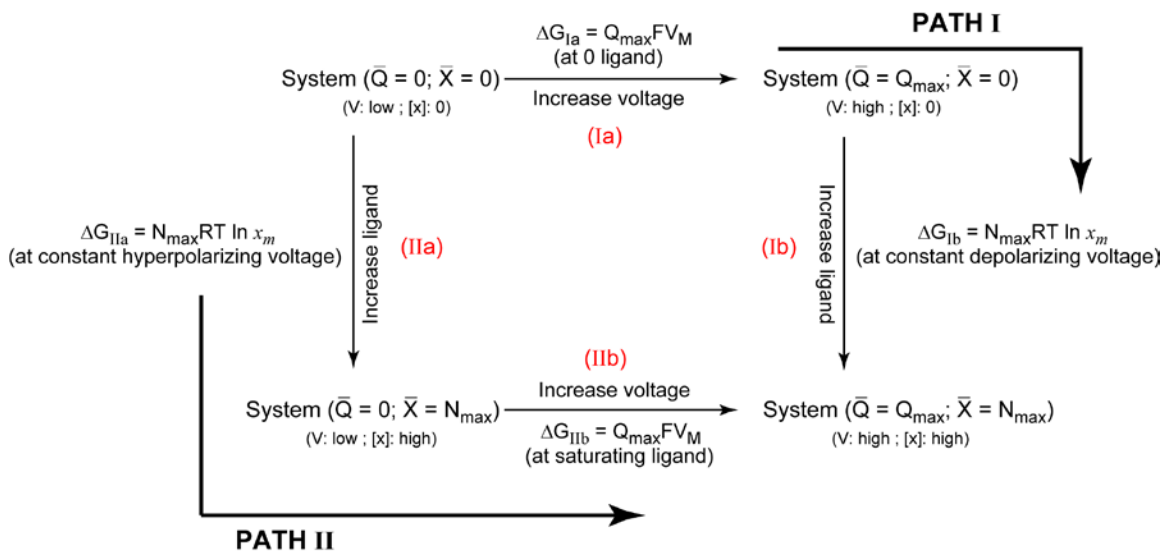 PATH I
ΔG_Ia = Q_max FV_M
(at 0 ligand)
System (Q̄ = 0; X̄ = 0)
(V: low ; [x]: 0)
Increase voltage
(Ia)
System (Q̄ = Q_max; X̄ = 0)
(V: high ; [x]: 0)
ΔG_IIa = N_max RT ln x_m
(at constant hyperpolarizing voltage)
Increase ligand
(IIa)
(Ib)
Increase ligand
ΔG_Ib = N_max RT ln x_m
(at constant depolarizing voltage)
(IIb)
Increase voltage
System (Q̄ = 0; X̄ = N_max)
(V: low ; [x]: high)
ΔG_IIb = Q_max FV_M
(at saturating ligand)
System (Q̄ = Q_max; X̄ = N_max)
(V: high ; [x]: high)
PATH II